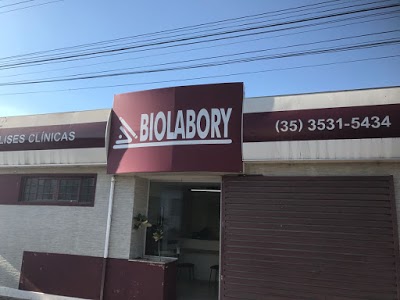 LISES CLÍNICAS
BIOLABORY
(35) 3531-5434